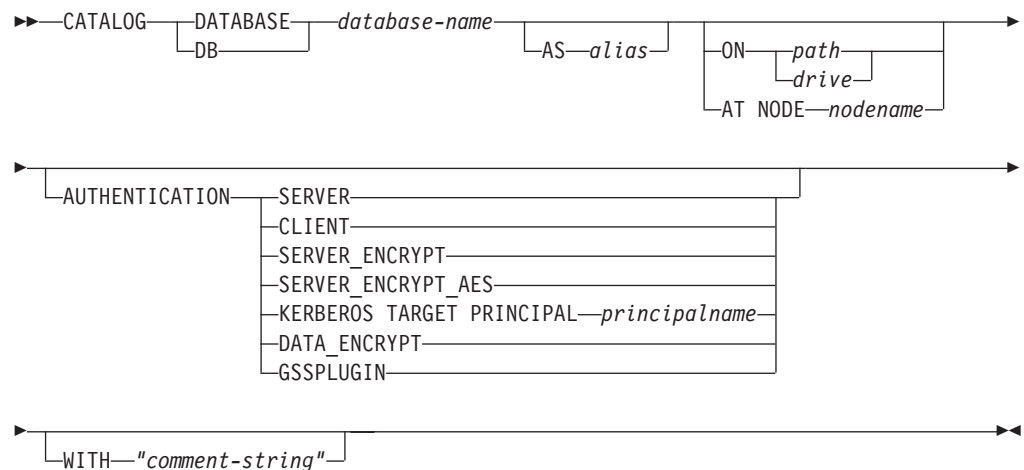 CATALOG DATABASE database-name
DB AS alias ON path
drive
AT NODE nodename
AUTHENTICATION SERVER
CLIENT
SERVER_ENCRYPT
SERVER_ENCRYPT_AES
KERBEROS TARGET PRINCIPAL principalname
DATA_ENCRYPT
GSSPLUGIN
WITH "comment-string"